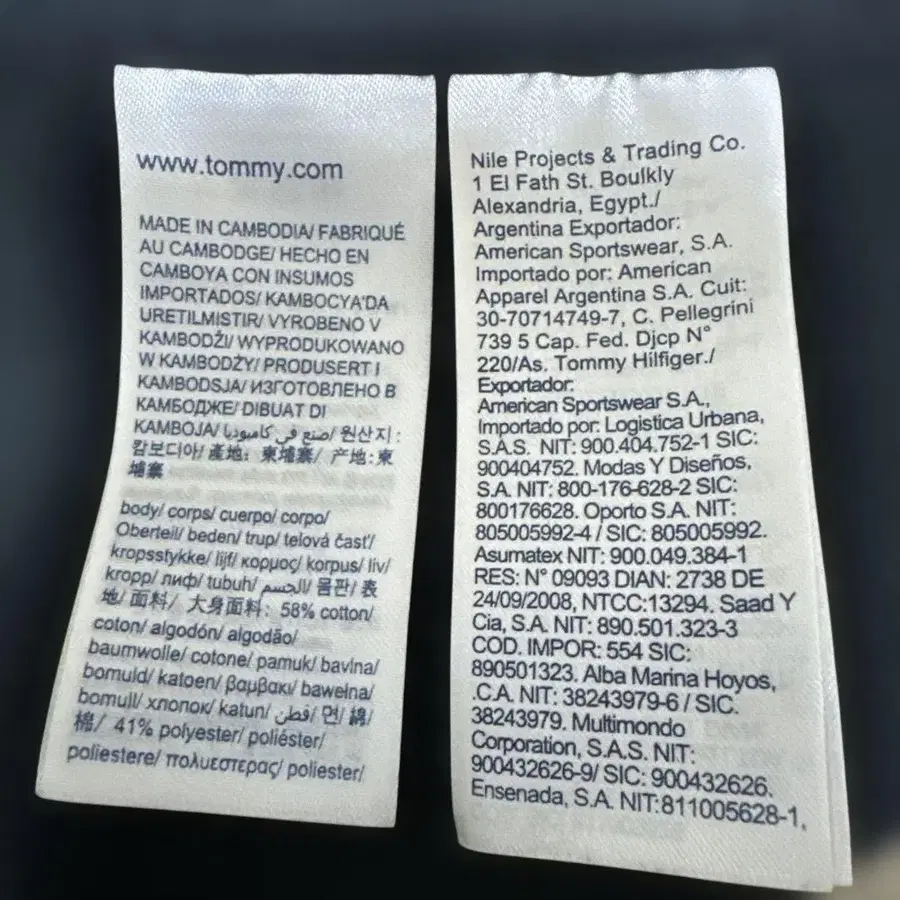 www.tommy.com
MADE IN CAMBODIA/ FABRIQUÉ
AU CAMBODGE/ HECHO EN
CAMBOYA CON INSUMOS
IMPORTADOS/ KAMBOÇYA'DA
URETILMISTIR/ VYROBENO V
KAMBODŽI/ WYPRODUKOWANO
W KAMBODŻY/ PRODUSERT I
KAMBODSJA/ ИЗГОТОВЛЕНО В
КАМБОДЖЕ/ DIBUAT DI
KAMBOJA/ صنع في كامبوديا/ 원산지 :
캄보디아/ 產地: 東埔寨/ 产地:東
埔寨
body/ corps/ cuerpo/ corpo/
Oberteil/ beden/ trup/ telová časť/
kropsstykke/ lijf/ κορμος/ korpus/ liv/
kropp/ лиф/ tubuh/ الجسم/ 몸판/ 表
地/ 面料/ 大身面料: 58% cotton/
coton/ algodón/ algodão/
baumwolle/ cotone/ pamuk/ bavlna/
bomuld/ katoen/ βαμβακι/ bawełna/
bomull/ хлопок/ katun/ قطن/ 면/ 綿/
棉/ 41% polyester/ poliéster/
poliestere/ πολυεστερας/ poliester/
Nile Projects & Trading Co.
1 El Fath St. Boulkly
Alexandria, Egypt./
Argentina Exportador:
American Sportswear, S.A.
Importado por: American
Apparel Argentina S.A. Cuit:
30-70714749-7, C. Pellegrini
739 5 Cap. Fed. Djcp N°
220/As. Tommy Hilfiger./
Exportador:
American Sportswear S.A.,
Importado por: Logistica Urbana,
S.A.S. NIT: 900.404.752-1 SIC:
900404752. Modas Y Diseños,
S.A. NIT: 800-176-628-2 SIC:
800176628. Oporto S.A. NIT:
805005992-4 / SIC: 805005992.
Asumatex NIT: 900.049.384-1
RES: N° 09093 DIAN: 2738 DE
24/09/2008, NTCC:13294. Saad Y
Cia, S.A. NIT: 890.501.323-3
COD. IMPOR: 554 SIC:
890501323. Alba Marina Hoyos,
.C.A. NIT: 38243979-6 / SIC.
38243979. Multimondo
Corporation, S.A.S. NIT:
900432626-9/ SIC: 900432626.
Ensenada, S.A. NIT:811005628-1.